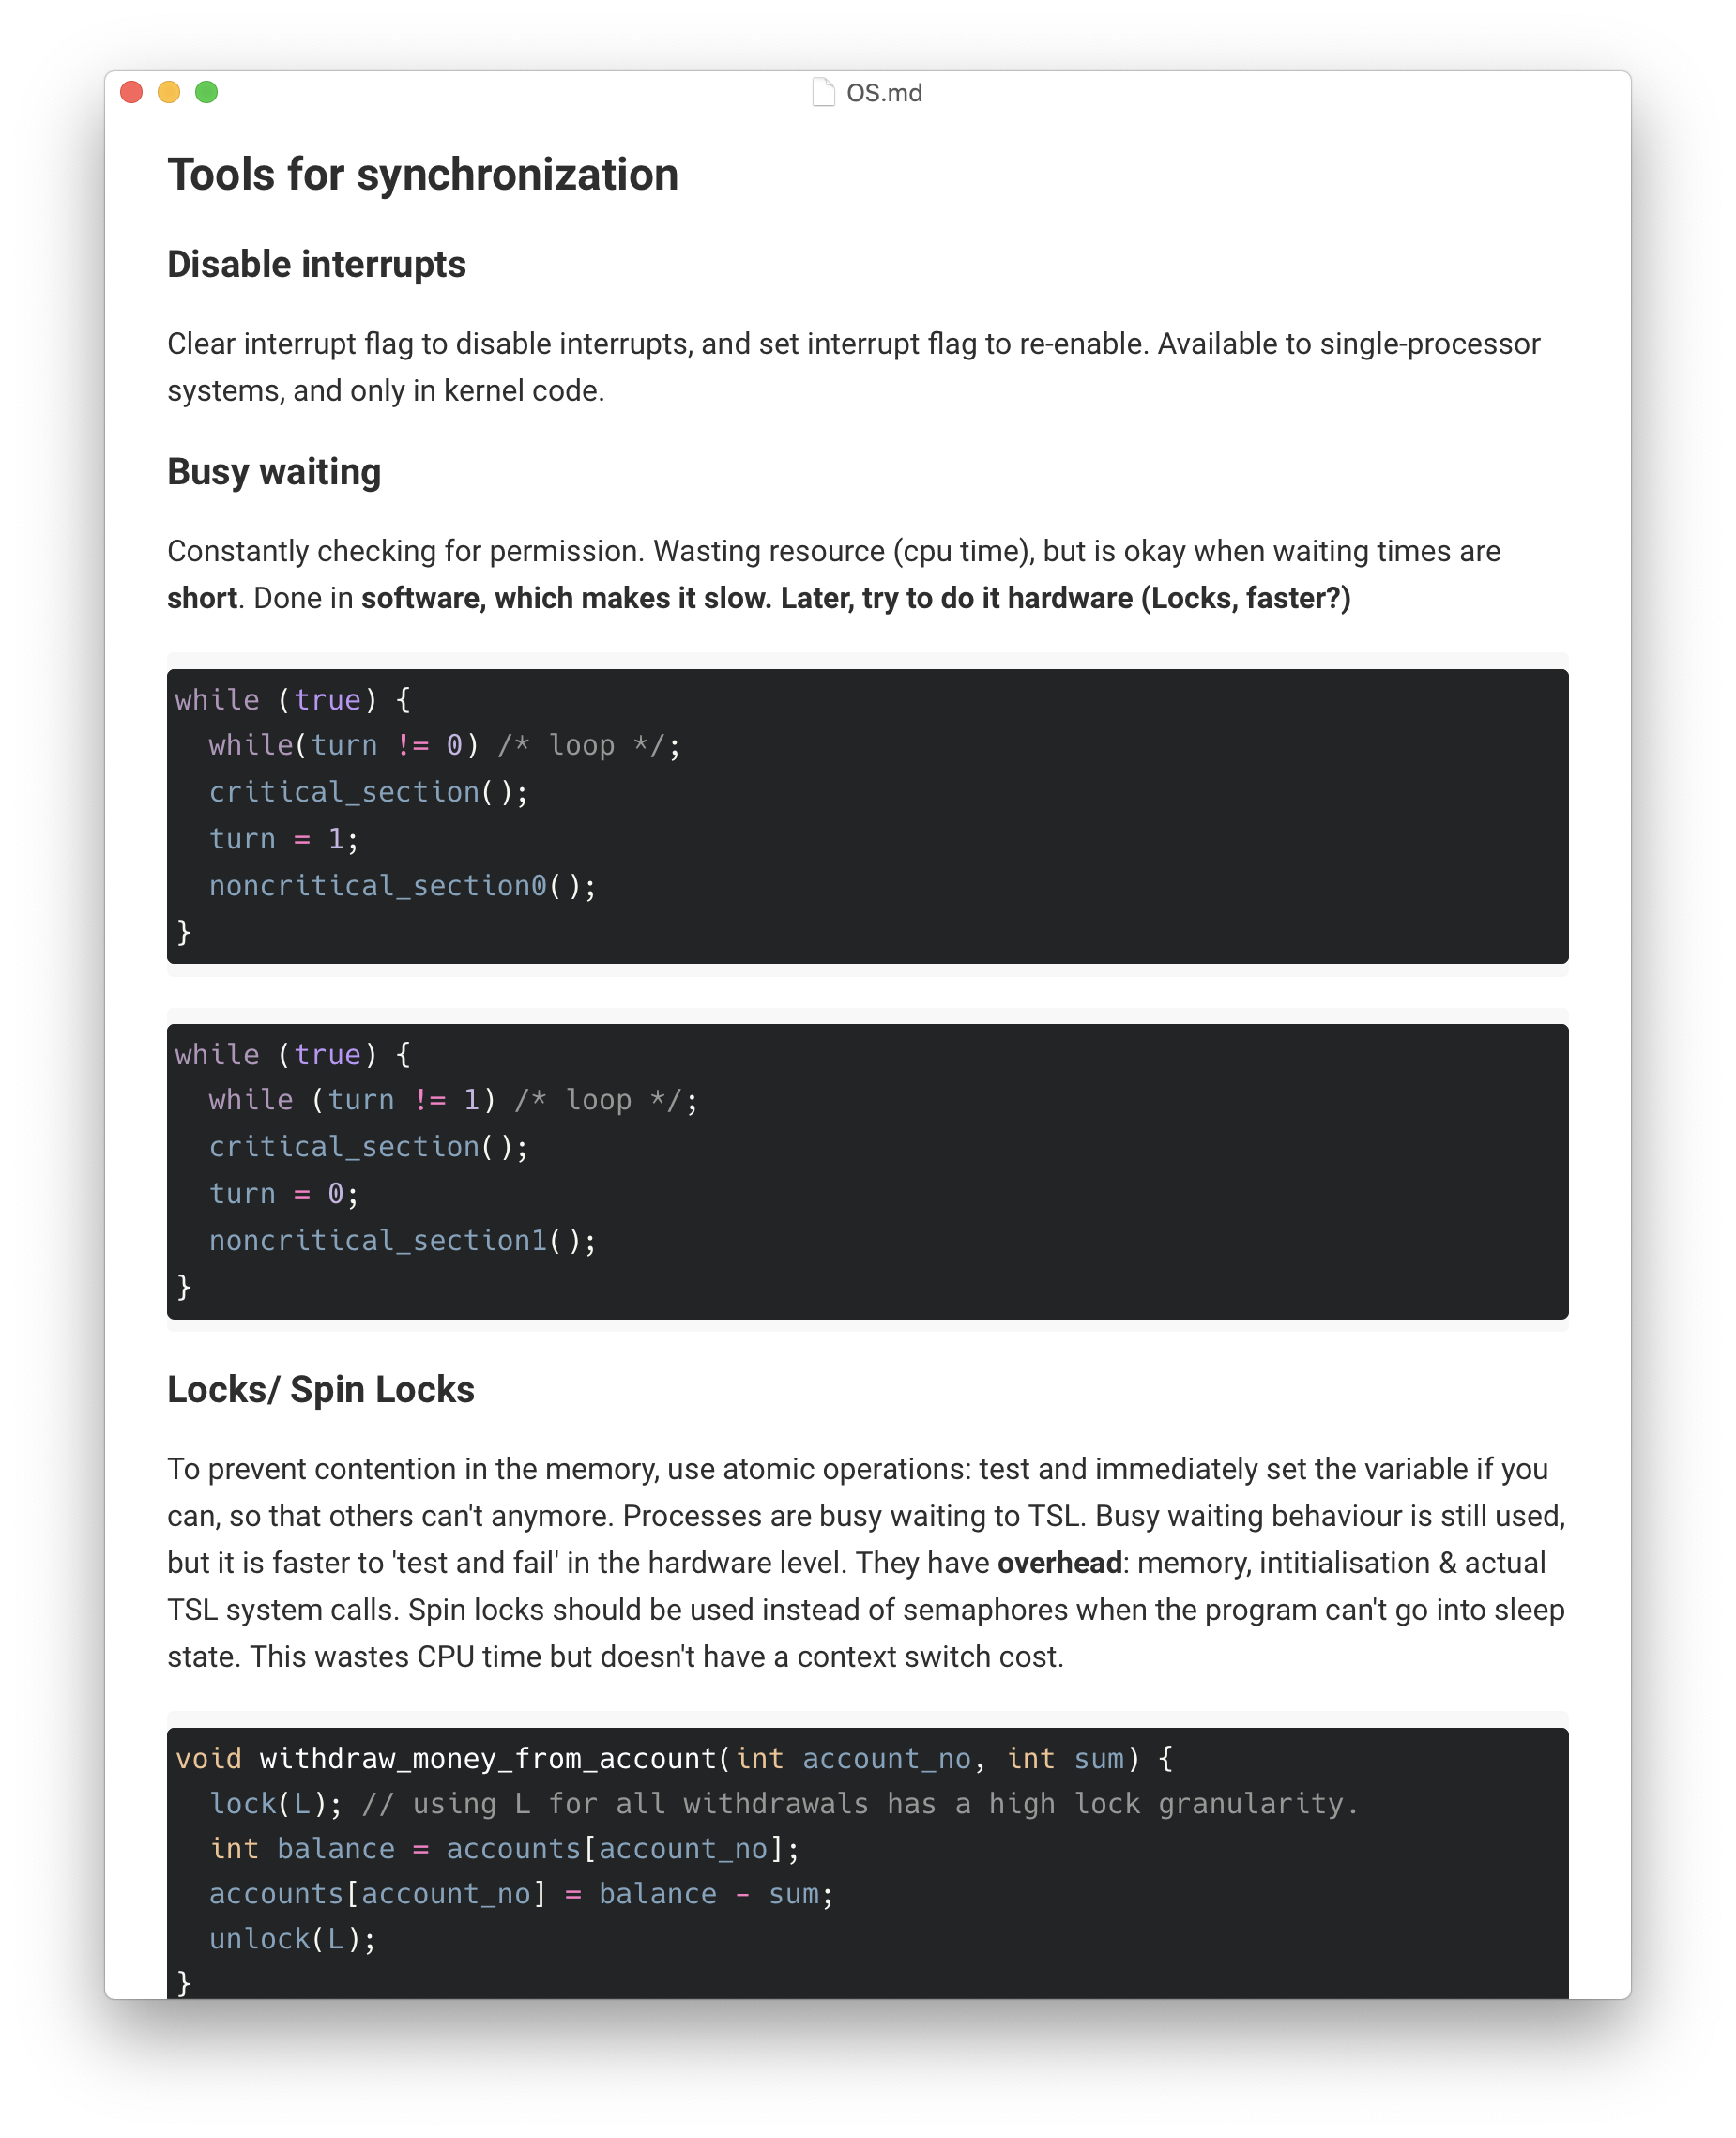 OS.md
Tools for synchronization
Disable interrupts
Clear interrupt flag to disable interrupts, and set interrupt flag to re-enable. Available to single-processor
systems, and only in kernel code.
Busy waiting
Constantly checking for permission. Wasting resource (cpu time), but is okay when waiting times are
short. Done in software, which makes it slow. Later, try to do it hardware (Locks, faster?)
while (true) {
  while(turn != 0) /* loop */;
  critical_section();
  turn = 1;
  noncritical_section0();
}
while (true) {
  while (turn != 1) /* loop */;
  critical_section();
  turn = 0;
  noncritical_section1();
}
Locks/ Spin Locks
To prevent contention in the memory, use atomic operations: test and immediately set the variable if you
can, so that others can't anymore. Processes are busy waiting to TSL. Busy waiting behaviour is still used,
but it is faster to 'test and fail' in the hardware level. They have overhead: memory, intitialisation & actual
TSL system calls. Spin locks should be used instead of semaphores when the program can't go into sleep
state. This wastes CPU time but doesn't have a context switch cost.
void withdraw_money_from_account(int account_no, int sum) {
  lock(L); // using L for all withdrawals has a high lock granularity.
  int balance = accounts[account_no];
  accounts[account_no] = balance - sum;
  unlock(L);
}